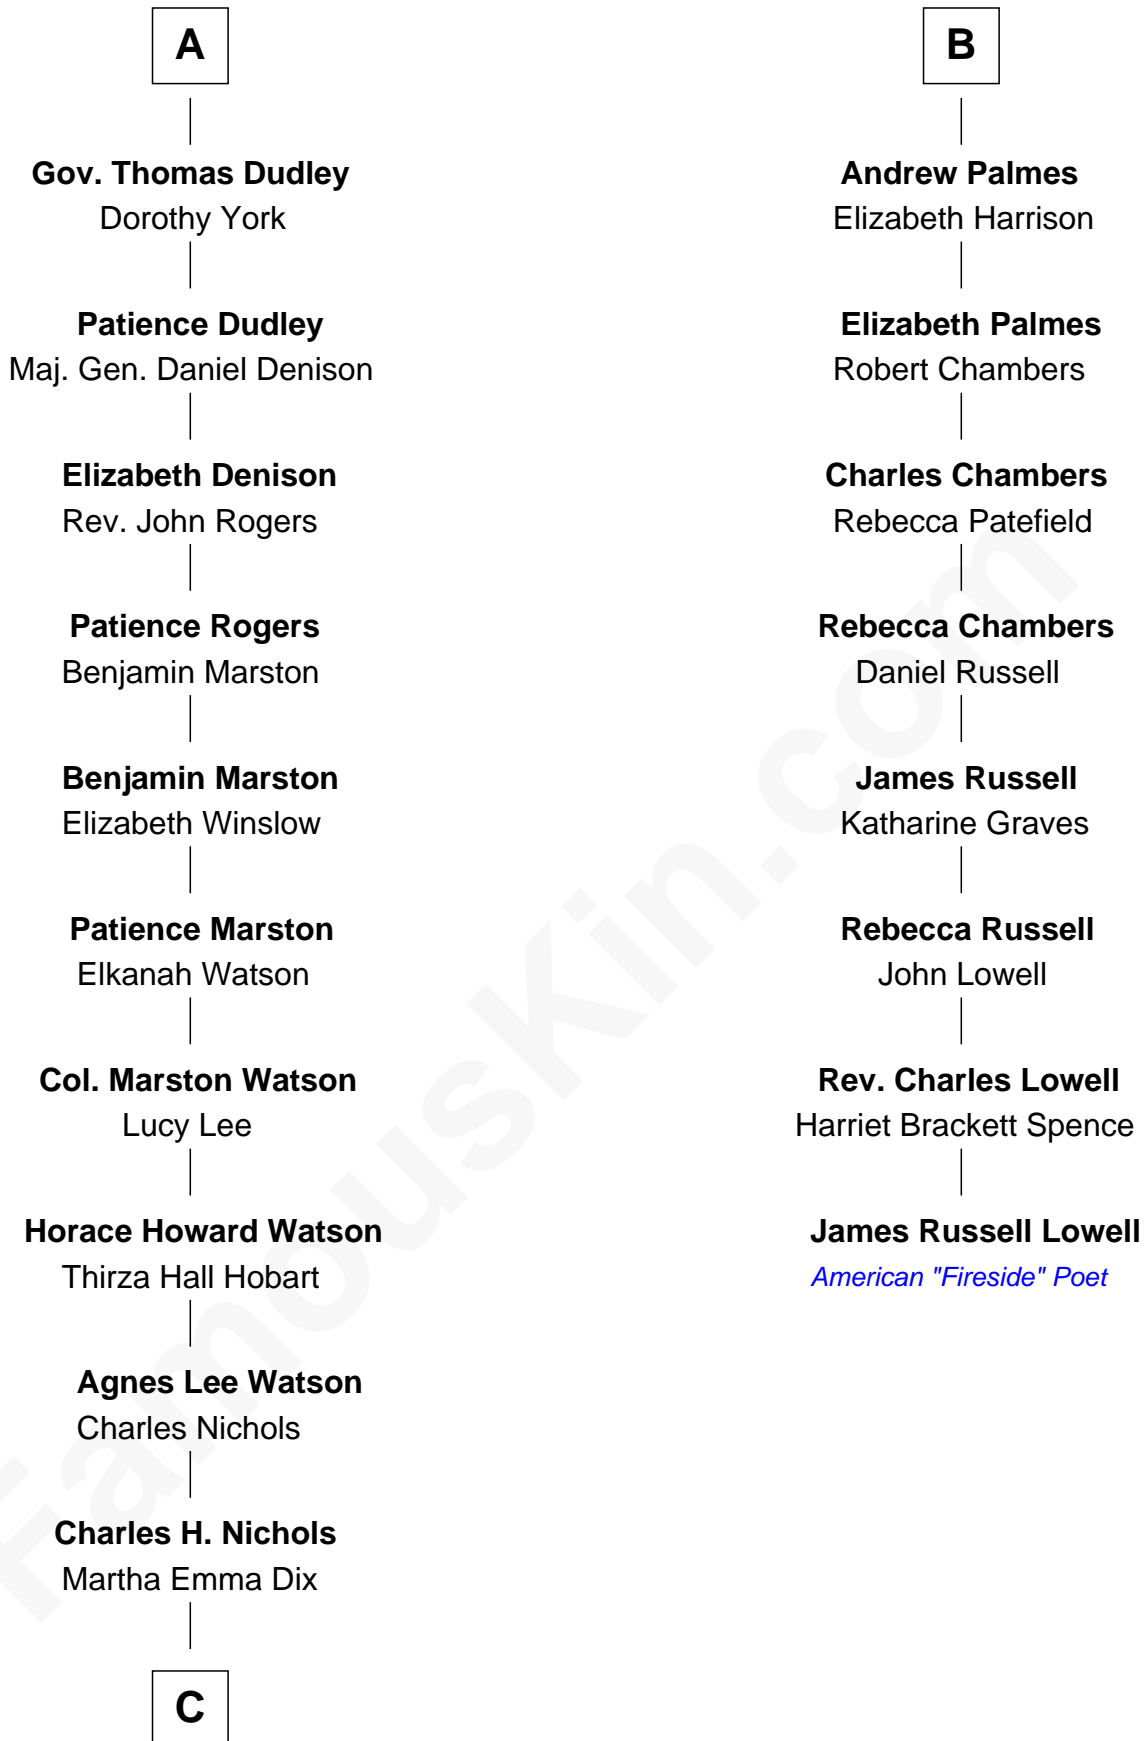 A
Gov. Thomas Dudley
Dorothy York
Patience Dudley
Maj. Gen. Daniel Denison
Elizabeth Denison
Rev. John Rogers
Patience Rogers
Benjamin Marston
Benjamin Marston
Elizabeth Winslow
Patience Marston
Elkanah Watson
Col. Marston Watson
Lucy Lee
Horace Howard Watson
Thirza Hall Hobart
Agnes Lee Watson
Charles Nichols
Charles H. Nichols
Martha Emma Dix
C
B
Andrew Palmes
Elizabeth Harrison
Elizabeth Palmes
Robert Chambers
Charles Chambers
Rebecca Patefield
Rebecca Chambers
Daniel Russell
James Russell
Katharine Graves
Rebecca Russell
John Lowell
Rev. Charles Lowell
Harriet Brackett Spence
James Russell Lowell
American "Fireside" Poet
FamousKin.com